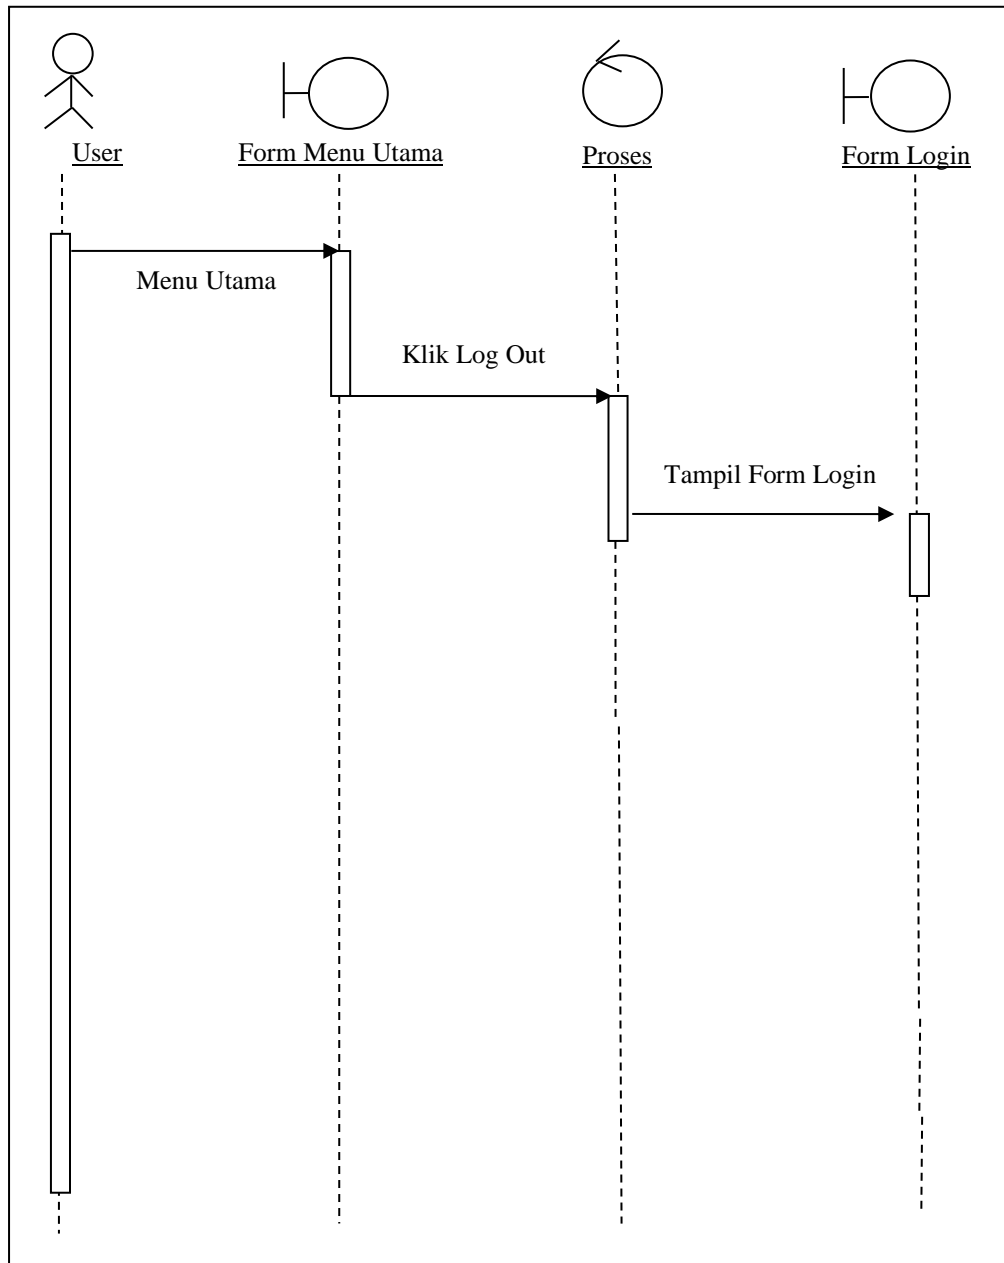 User
Form Menu Utama
Proses
Form Login
Menu Utama
Klik Log Out
Tampil Form Login